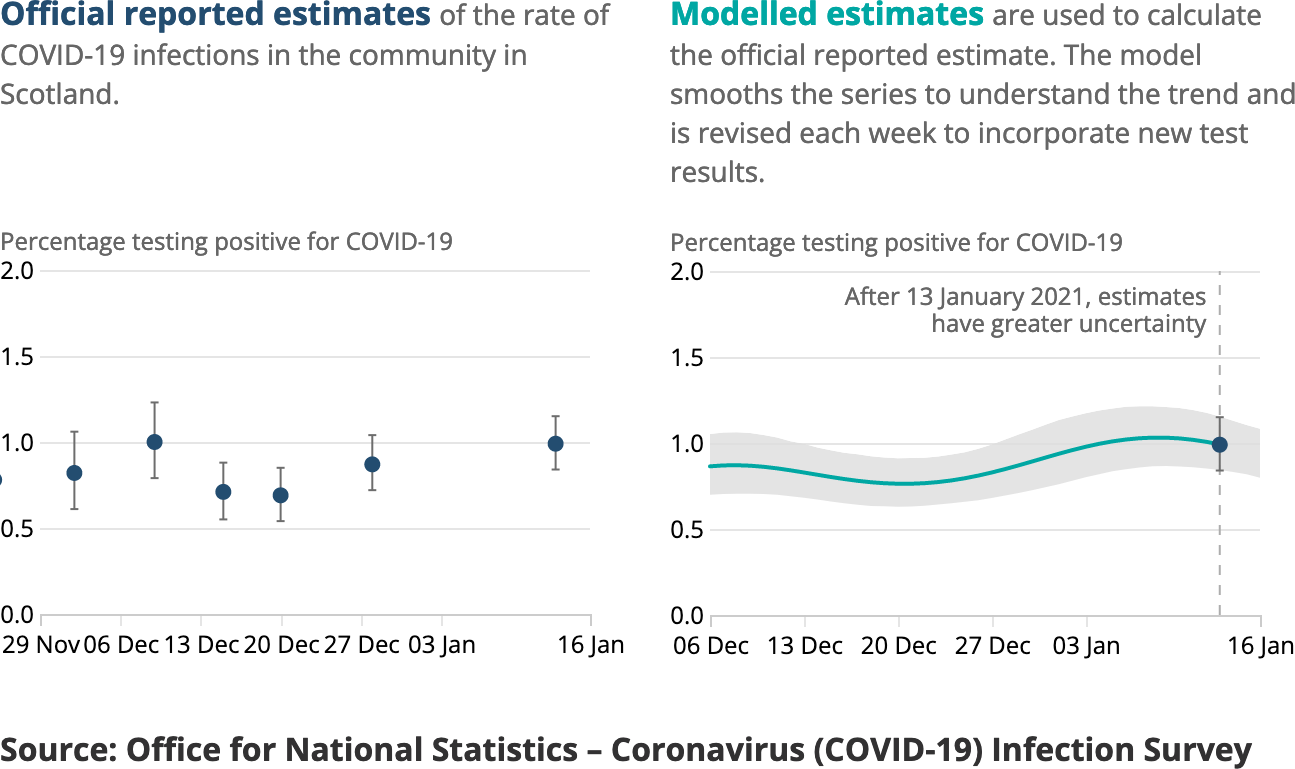 Official reported estimates of the rate of
COVID-19 infections in the community in
Scotland.
Percentage testing positive for COVID-19
2.0
1.5
1.0
0.5
0.0
29 Nov 06 Dec 13 Dec 20 Dec 27 Dec 03 Jan 16 Jan
Modelled estimates are used to calculate
the official reported estimate. The model
smooths the series to understand the trend and
is revised each week to incorporate new test
results.
Percentage testing positive for COVID-19
2.0
After 13 January 2021, estimates
have greater uncertainty
1.5
1.0
0.5
0.0
06 Dec 13 Dec 20 Dec 27 Dec 03 Jan 16 Jan
Source: Office for National Statistics – Coronavirus (COVID-19) Infection Survey